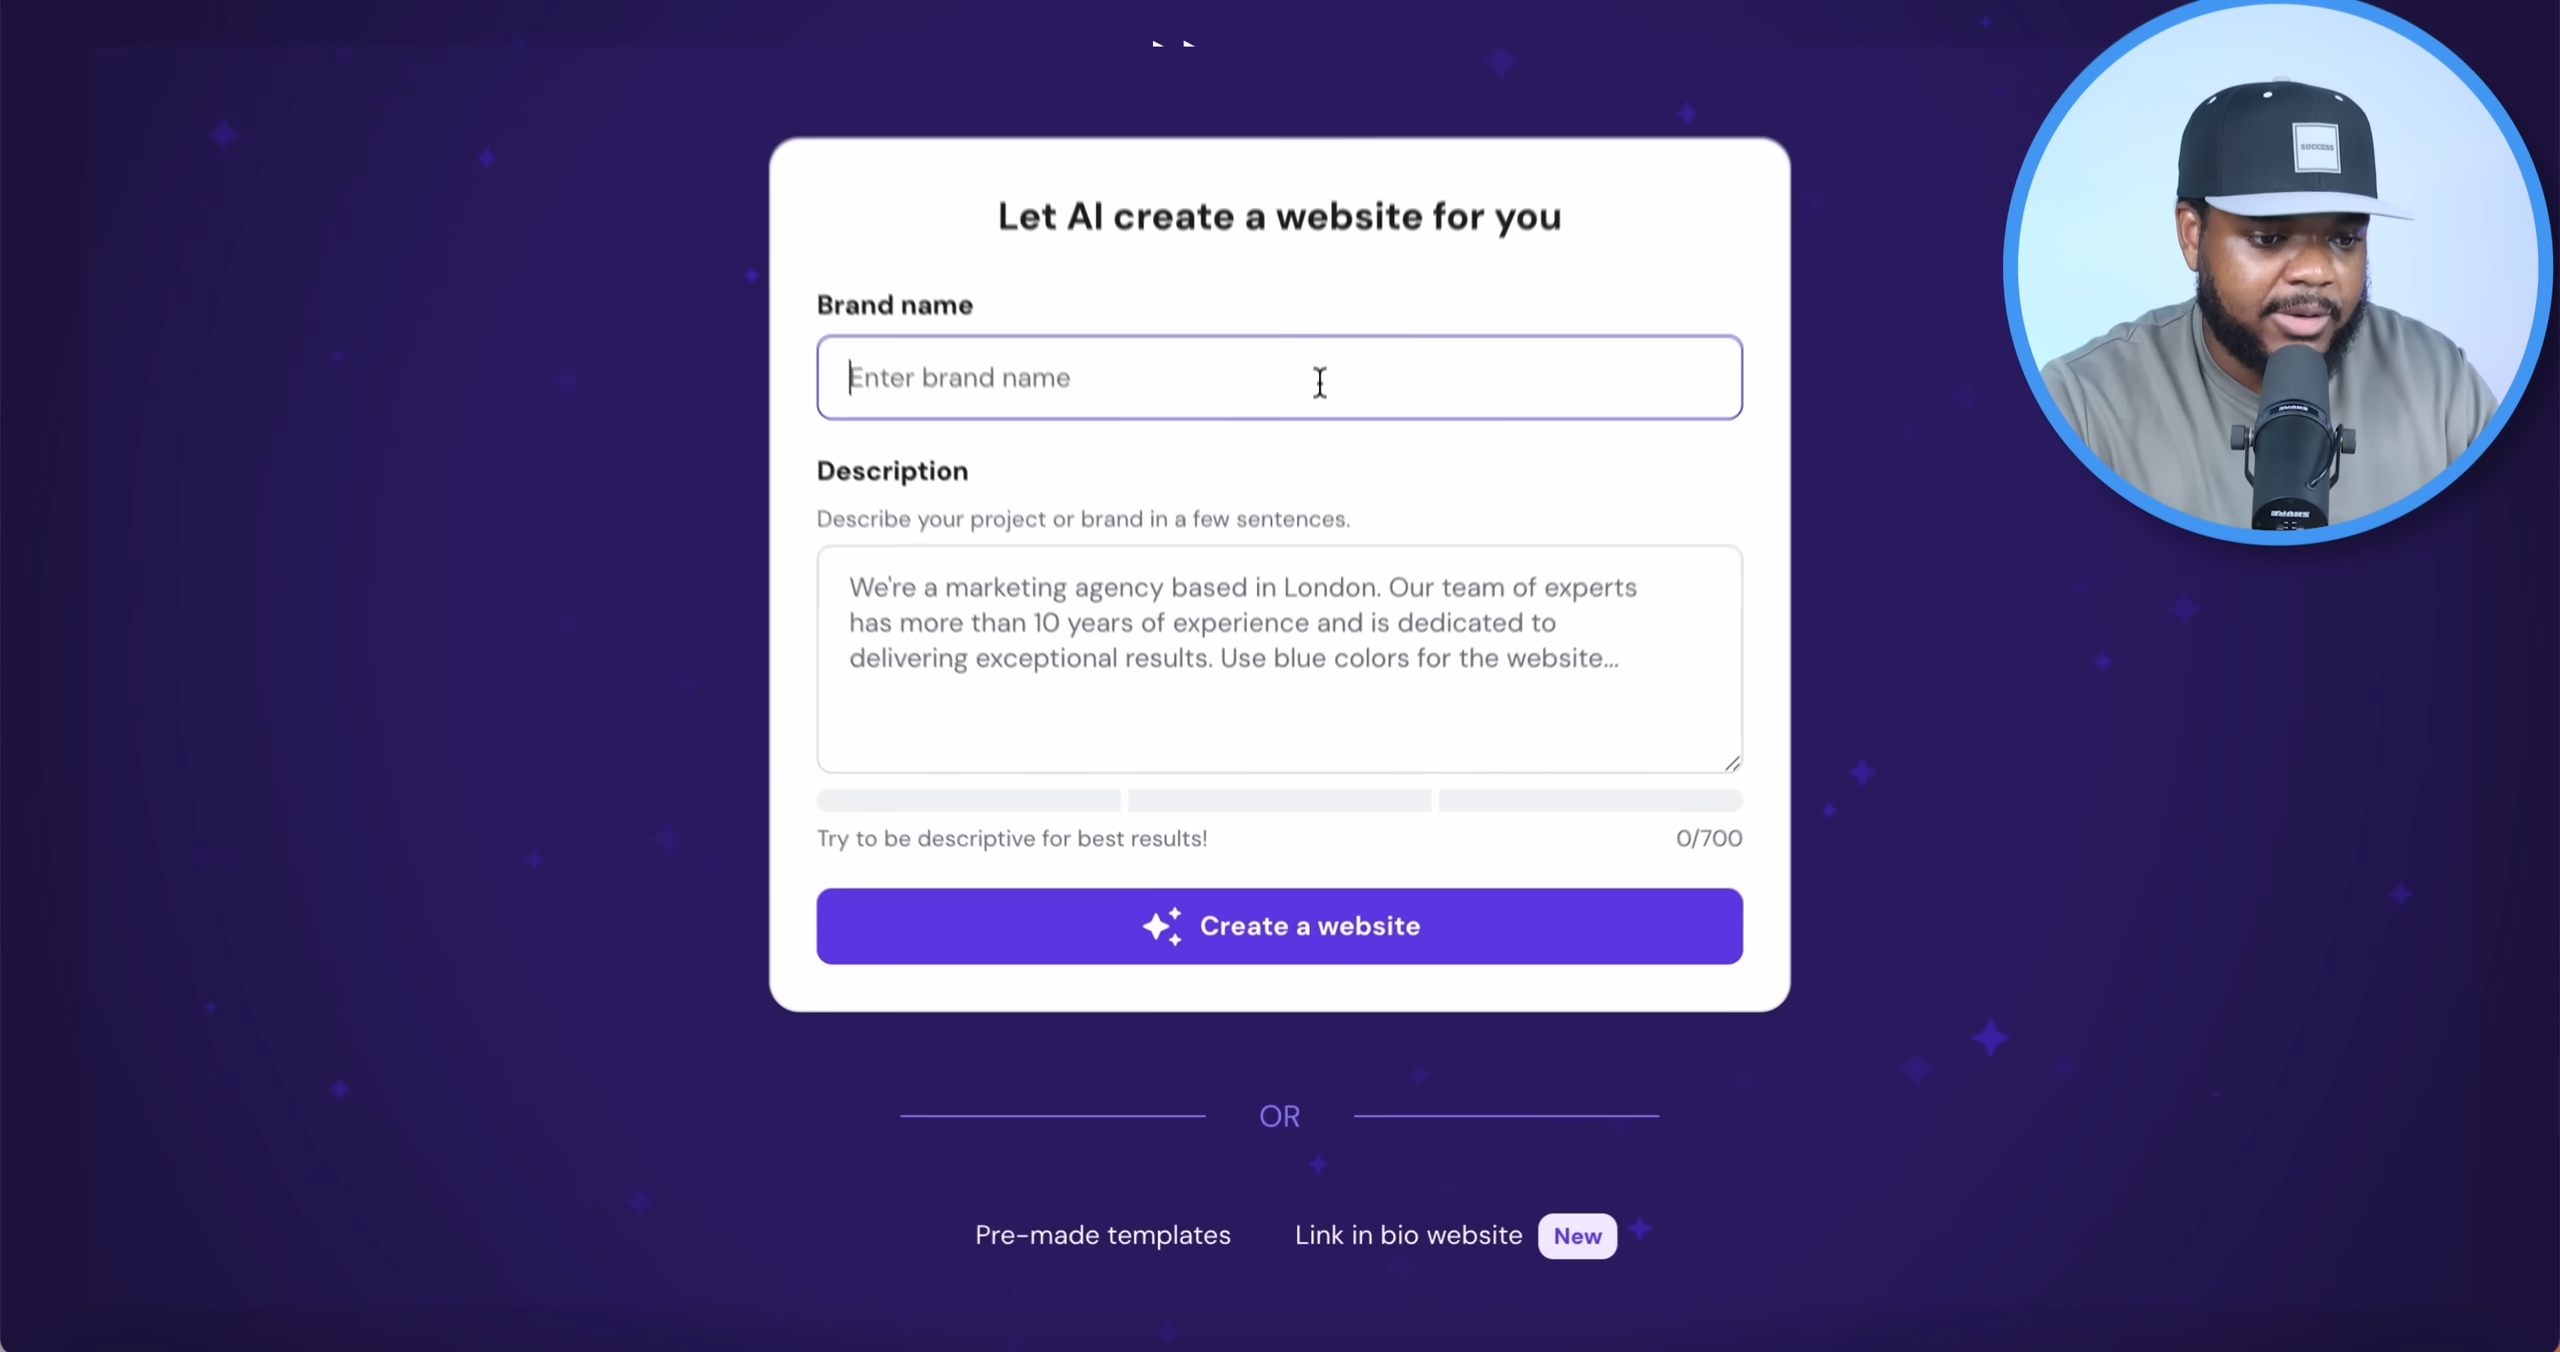 Let AI create a website for you
Brand name
Enter brand name
Description
Describe your project or brand in a few sentences.
We're a marketing agency based in London. Our team of experts
has more than 10 years of experience and is dedicated to
delivering exceptional results. Use blue colors for the website...
Try to be descriptive for best results!
0/700
Create a website
OR
Pre-made templates
Link in bio website
New
SUCCESS